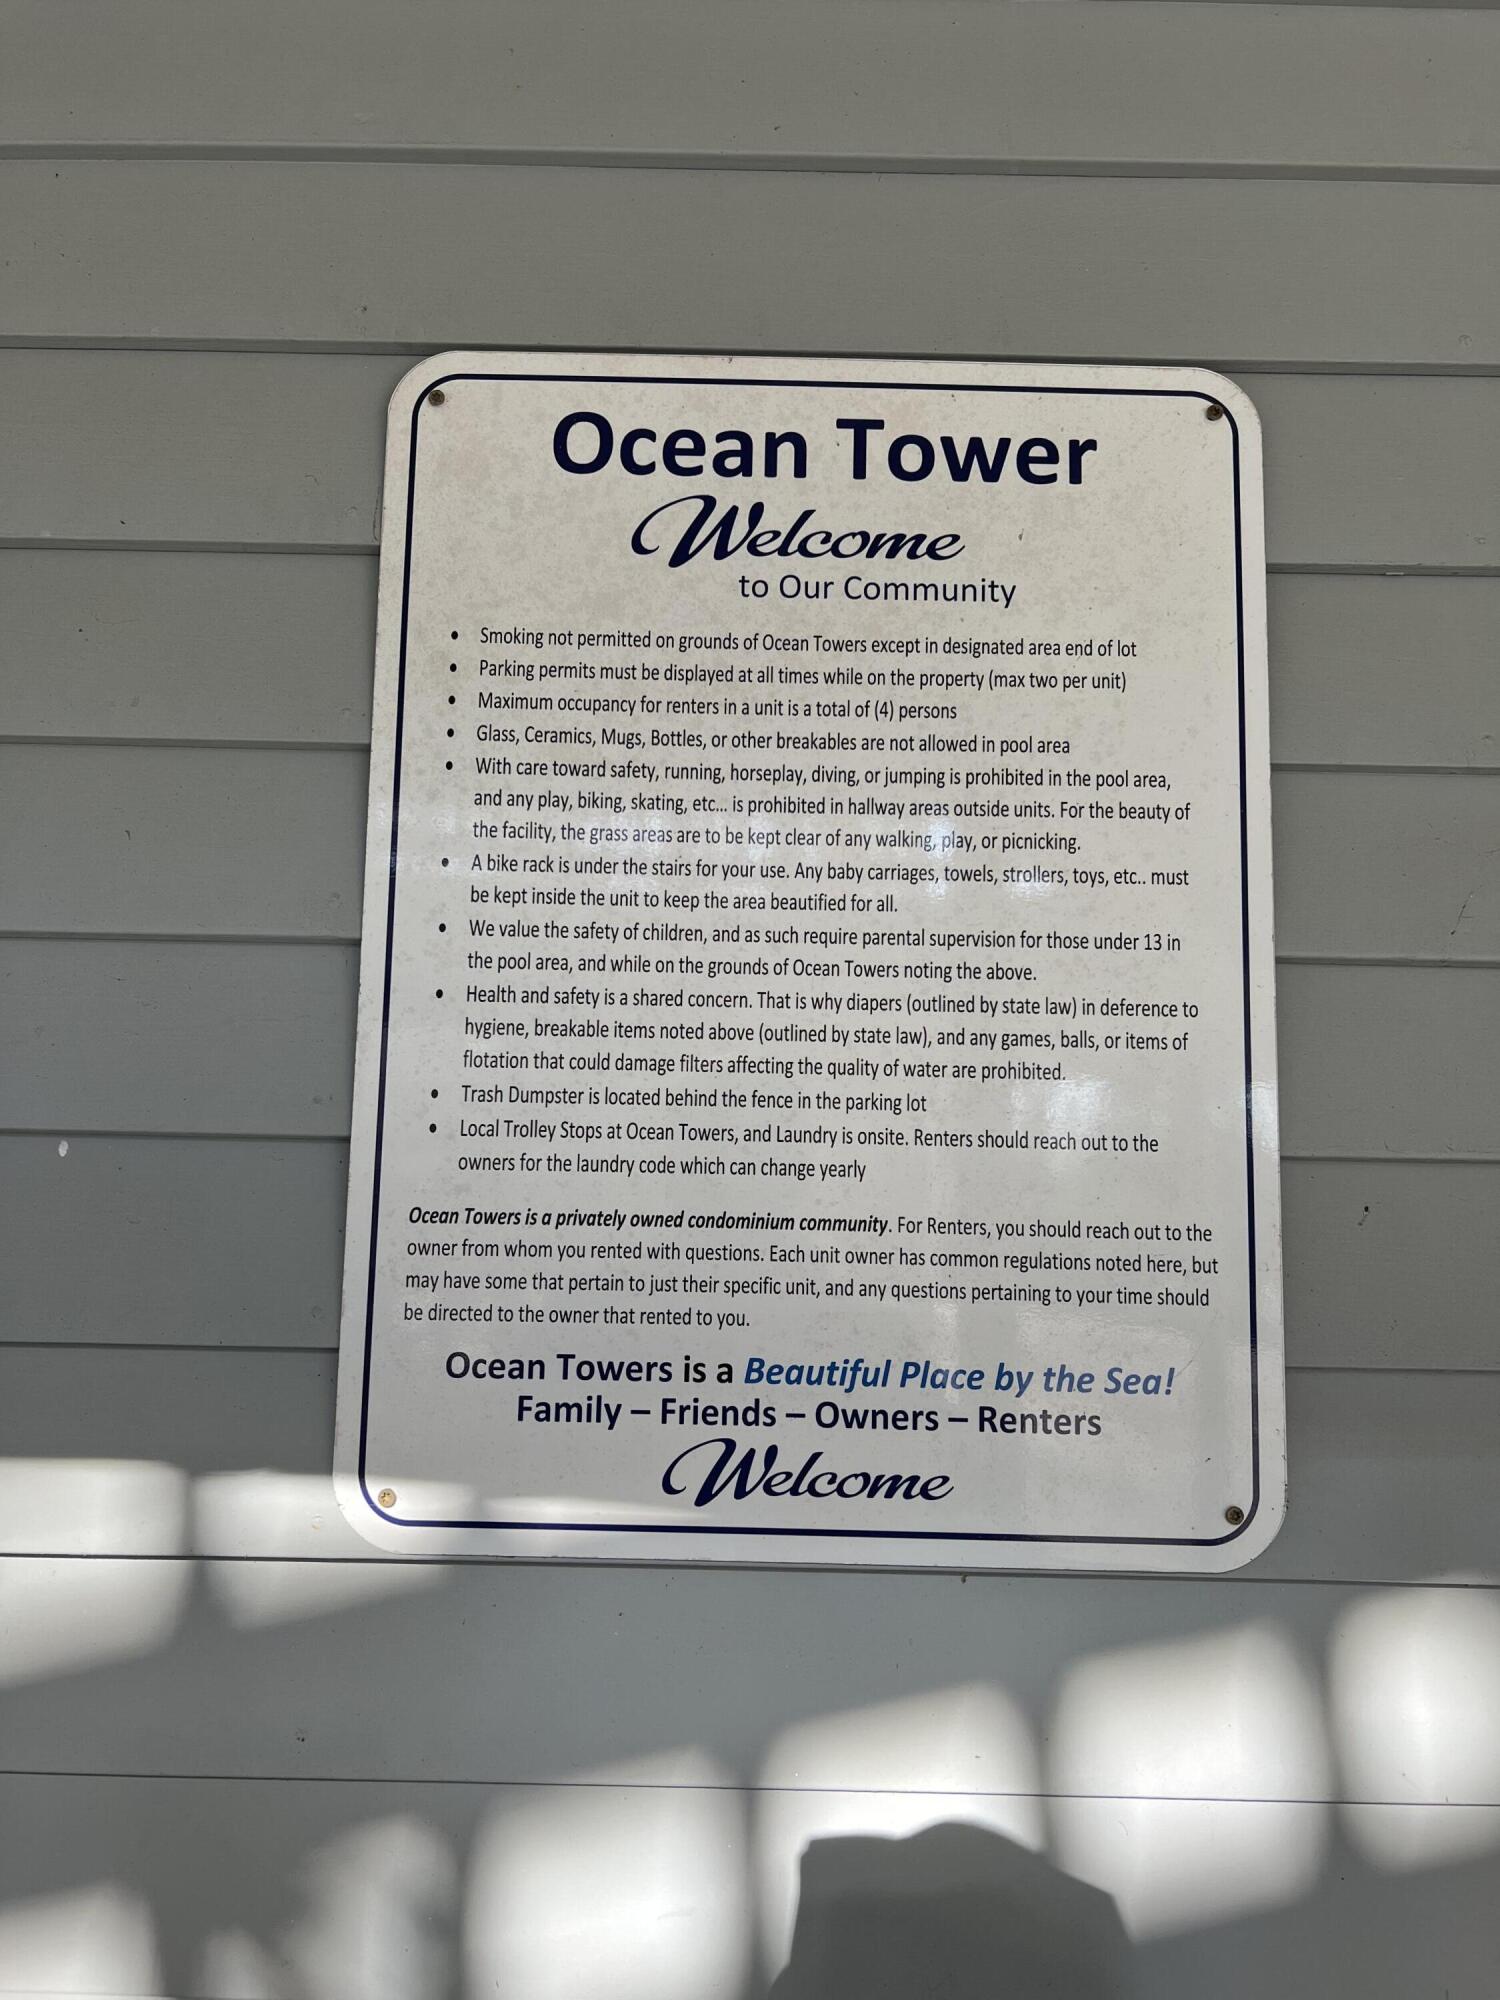 Ocean Tower
Welcome
to Our Community
• Smoking not permitted on grounds of Ocean Towers except in designated area end of lot
• Parking permits must be displayed at all times while on the property (max two per unit)
• Maximum occupancy for renters in a unit is a total of (4) persons
• Glass, Ceramics, Mugs, Bottles, or other breakables are not allowed in pool area
• With care toward safety, running, horseplay, diving, or jumping is prohibited in the pool area,
and any play, biking, skating, etc... is prohibited in hallway areas outside units. For the beauty of
the facility, the grass areas are to be kept clear of any walking, play, or picnicking.
• A bike rack is under the stairs for your use. Any baby carriages, towels, strollers, toys, etc.. must
be kept inside the unit to keep the area beautified for all.
• We value the safety of children, and as such require parental supervision for those under 13 in
the pool area, and while on the grounds of Ocean Towers noting the above.
• Health and safety is a shared concern. That is why diapers (outlined by state law) in deference to
hygiene, breakable items noted above (outlined by state law), and any games, balls, or items of
flotation that could damage filters affecting the quality of water are prohibited.
• Trash Dumpster is located behind the fence in the parking lot
• Local Trolley Stops at Ocean Towers, and Laundry is onsite. Renters should reach out to the
owners for the laundry code which can change yearly
Ocean Towers is a privately owned condominium community. For Renters, you should reach out to the
owner from whom you rented with questions. Each unit owner has common regulations noted here, but
may have some that pertain to just their specific unit, and any questions pertaining to your time should
be directed to the owner that rented to you.
Ocean Towers is a Beautiful Place by the Sea!
Family – Friends – Owners – Renters
Welcome